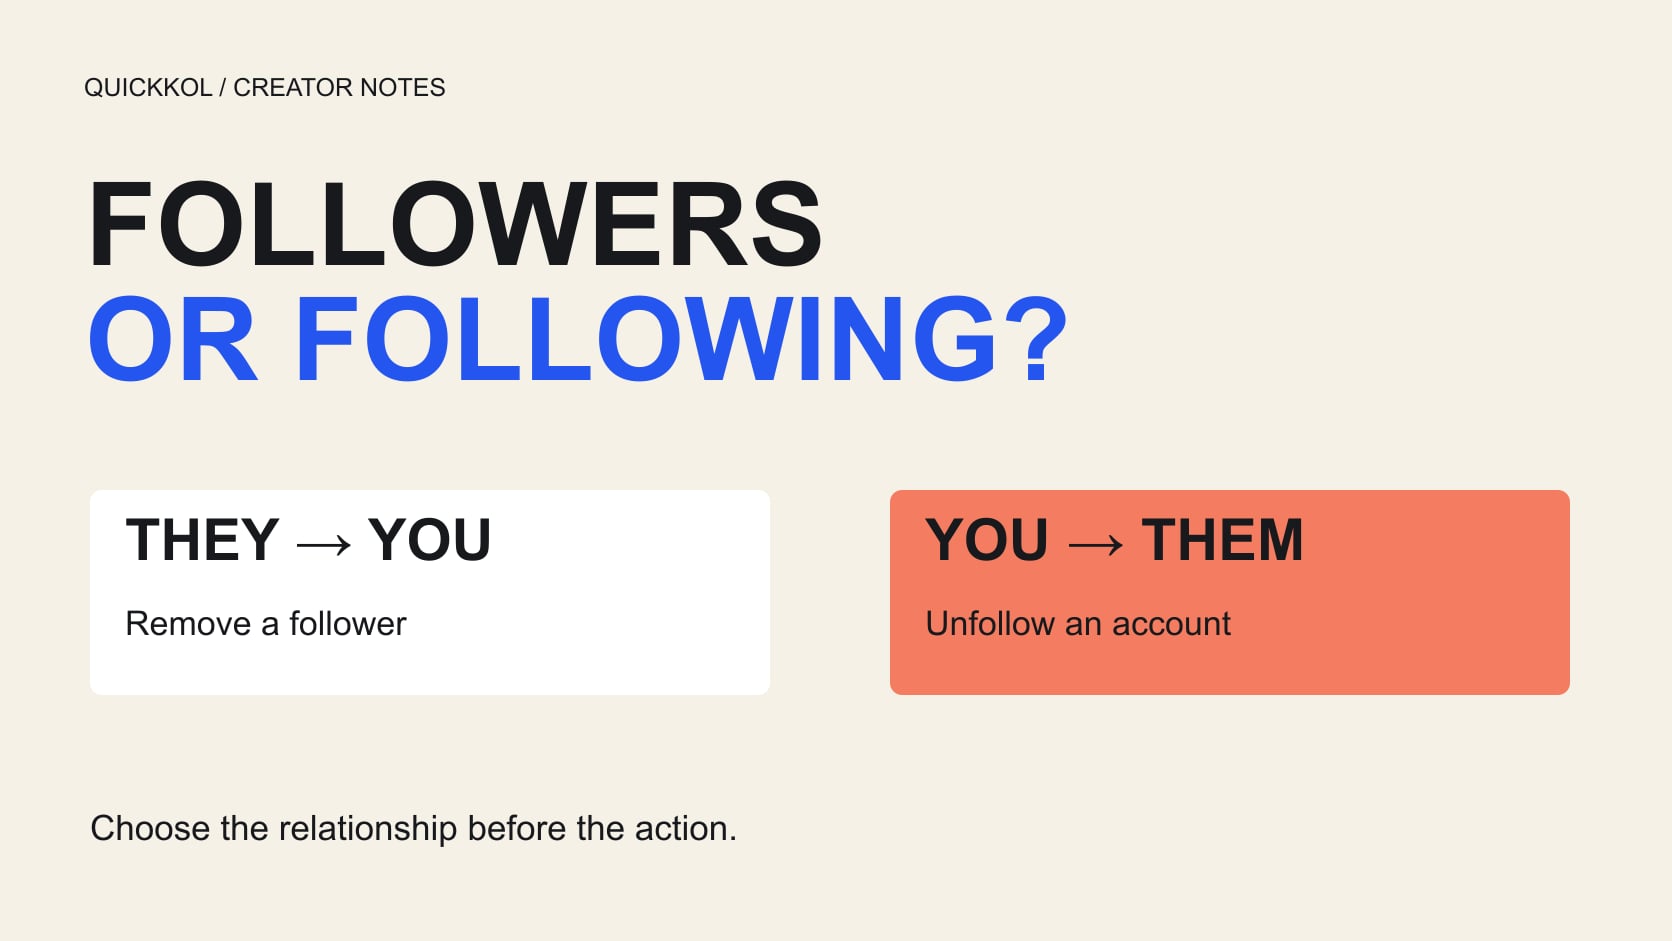 QUICKKOL / CREATOR NOTES
FOLLOWERS
OR FOLLOWING?
THEY → YOU
Remove a follower
YOU → THEM
Unfollow an account
Choose the relationship before the action.